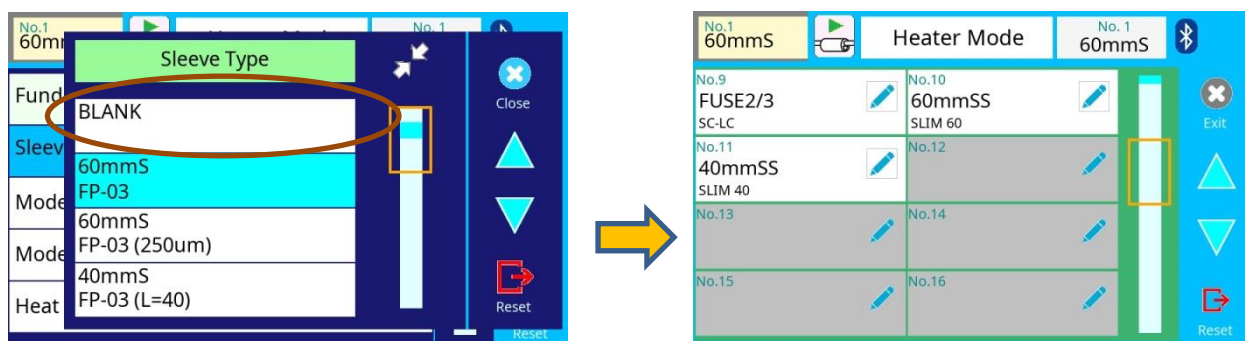 No.1
60mm
No. 1
Sleeve Type
Close
Fund
BLANK
Sleev
60mmS
FP-03
Mode
60mmS
FP-03 (250um)
Mode
40mmS
FP-03 (L=40)
Heat
Reset
Reset
No.1
60mmS
Heater Mode
No. 1
60mmS
No.9
FUSE2/3
SC-LC
No.10
60mmSS
SLIM 60
Exit
No.11
40mmSS
SLIM 40
No.12
No.13
No.14
No.15
No.16
Reset